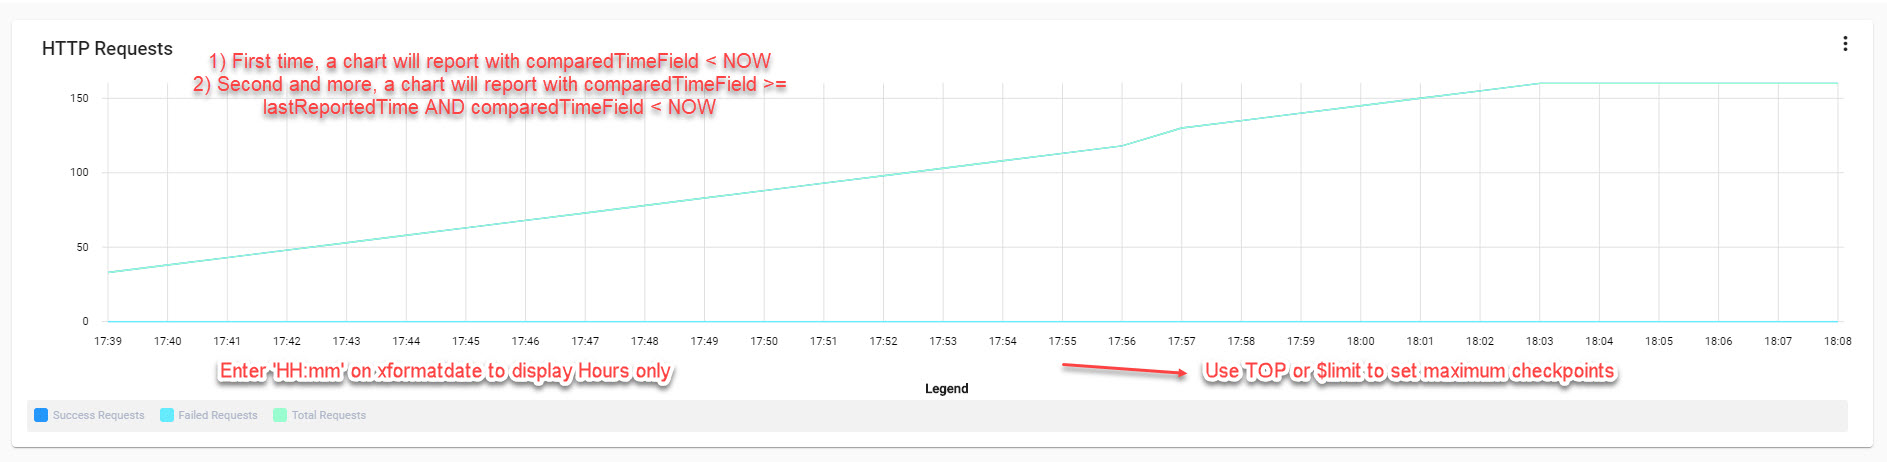 HTTP Requests
1) First time, a chart will report with comparedTimeField < NOW
2) Second and more, a chart will report with comparedTimeField >=
lastReportedTime AND comparedTimeField < NOW
150
100
50
0
17:39 17:40 17:41 17:42 17:43 17:44 17:45 17:46 17:47 17:48 17:49 17:50 17:51 17:52 17:53 17:54 17:55 17:56 17:57 17:58 17:59 18:00 18:01 18:02 18:03 18:04 18:05 18:06 18:07 18:08
Enter 'HH:mm' on xformatdate to display Hours only
Use TOP or $limit to set maximum checkpoints
Legend
Success Requests Failed Requests Total Requests